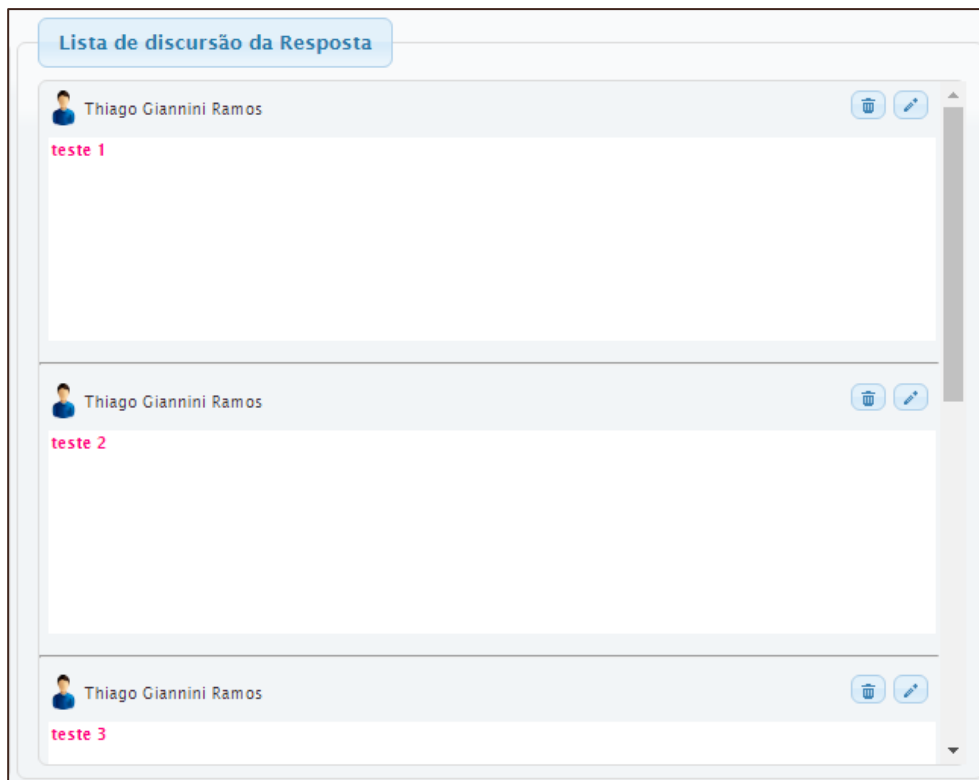 Lista de discursão da Resposta
Thiago Giannini Ramos
teste 1
Thiago Giannini Ramos
teste 2
Thiago Giannini Ramos
teste 3